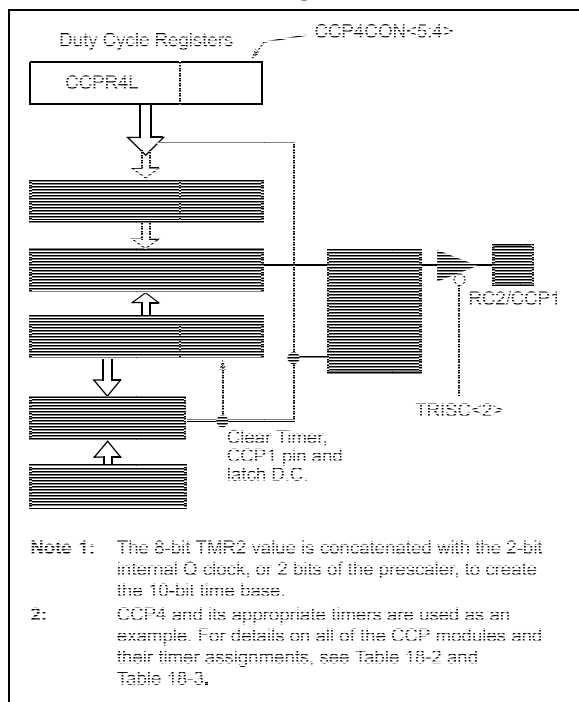 Duty Cycle Registers
CCP4CON<5:4>
CCPR4L
RC2/CCP1
TRISC<2>
Clear Timer,
CCP1 pin and
latch D.C.
Note 1: The 8-bit TMR2 value is concatenated with the 2-bit
internal Q clock, or 2 bits of the prescaler, to create
the 10-bit time base.
2: CCP4 and its appropriate timers are used as an
example. For details on all of the CCP modules and
their timer assignments, see Table 18-2 and
Table 18-3.